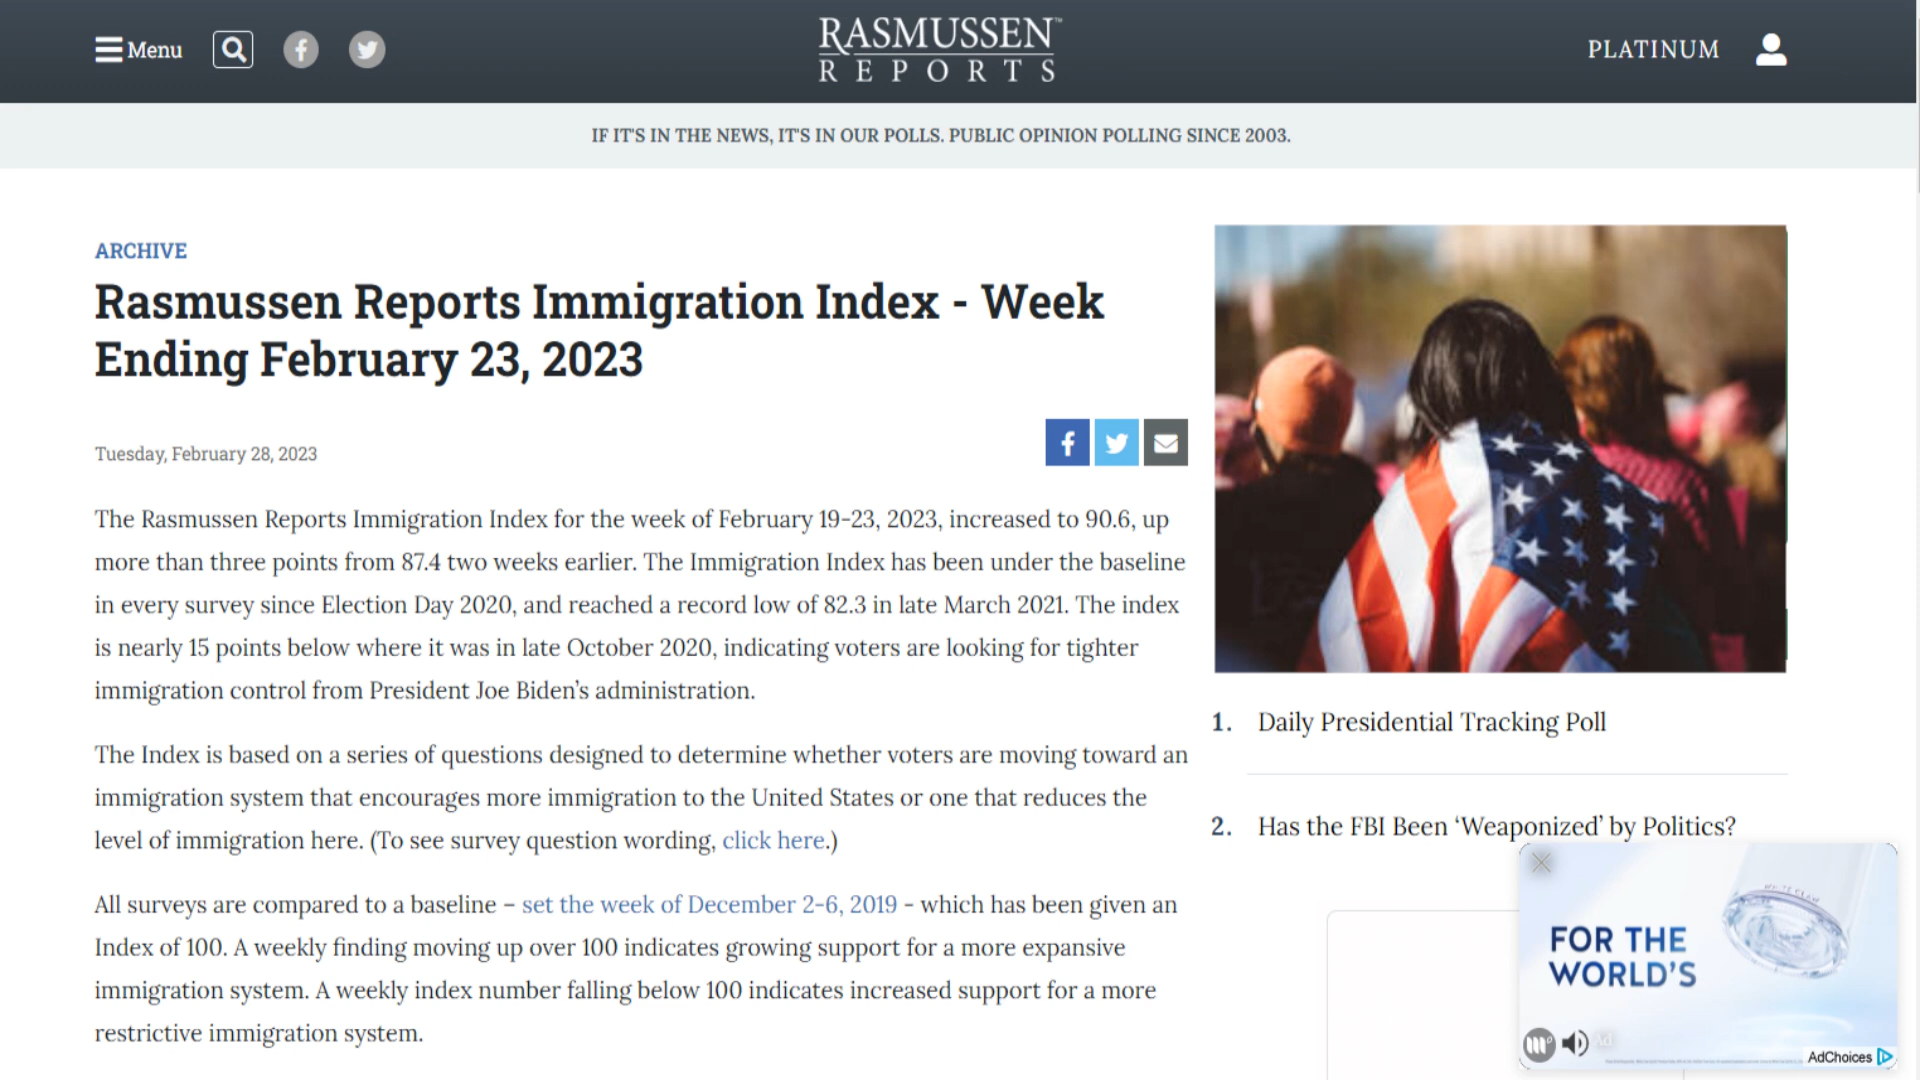 Menu
RASMUSSEN™
REPORTS
PLATINUM
IF IT'S IN THE NEWS, IT'S IN OUR POLLS. PUBLIC OPINION POLLING SINCE 2003.
ARCHIVE
Rasmussen Reports Immigration Index - Week
Ending February 23, 2023
Tuesday, February 28, 2023
The Rasmussen Reports Immigration Index for the week of February 19-23, 2023, increased to 90.6, up
more than three points from 87.4 two weeks earlier. The Immigration Index has been under the baseline
in every survey since Election Day 2020, and reached a record low of 82.3 in late March 2021. The index
is nearly 15 points below where it was in late October 2020, indicating voters are looking for tighter
immigration control from President Joe Biden’s administration.
The Index is based on a series of questions designed to determine whether voters are moving toward an
immigration system that encourages more immigration to the United States or one that reduces the
level of immigration here. (To see survey question wording, click here.)
All surveys are compared to a baseline – set the week of December 2-6, 2019 - which has been given an
Index of 100. A weekly finding moving up over 100 indicates growing support for a more expansive
immigration system. A weekly index number falling below 100 indicates increased support for a more
restrictive immigration system.
1. Daily Presidential Tracking Poll
2. Has the FBI Been ‘Weaponized’ by Politics?
WHITE CLAW
FOR THE
WORLD'S
Ad
AdChoices